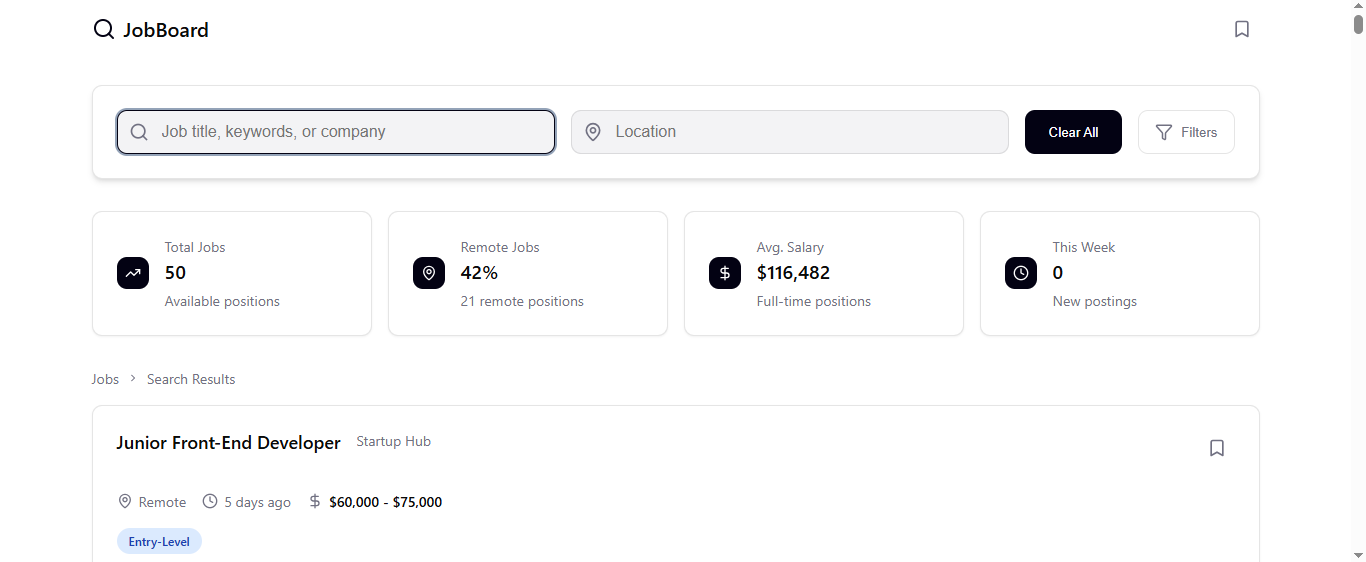 JobBoard
Job title, keywords, or company
Location
Clear All
Filters
Total Jobs
50
Available positions
Remote Jobs
42%
21 remote positions
Avg. Salary
$116,482
Full-time positions
This Week
0
New postings
Jobs > Search Results
Junior Front-End Developer Startup Hub
Remote 5 days ago $60,000 - $75,000
Entry-Level